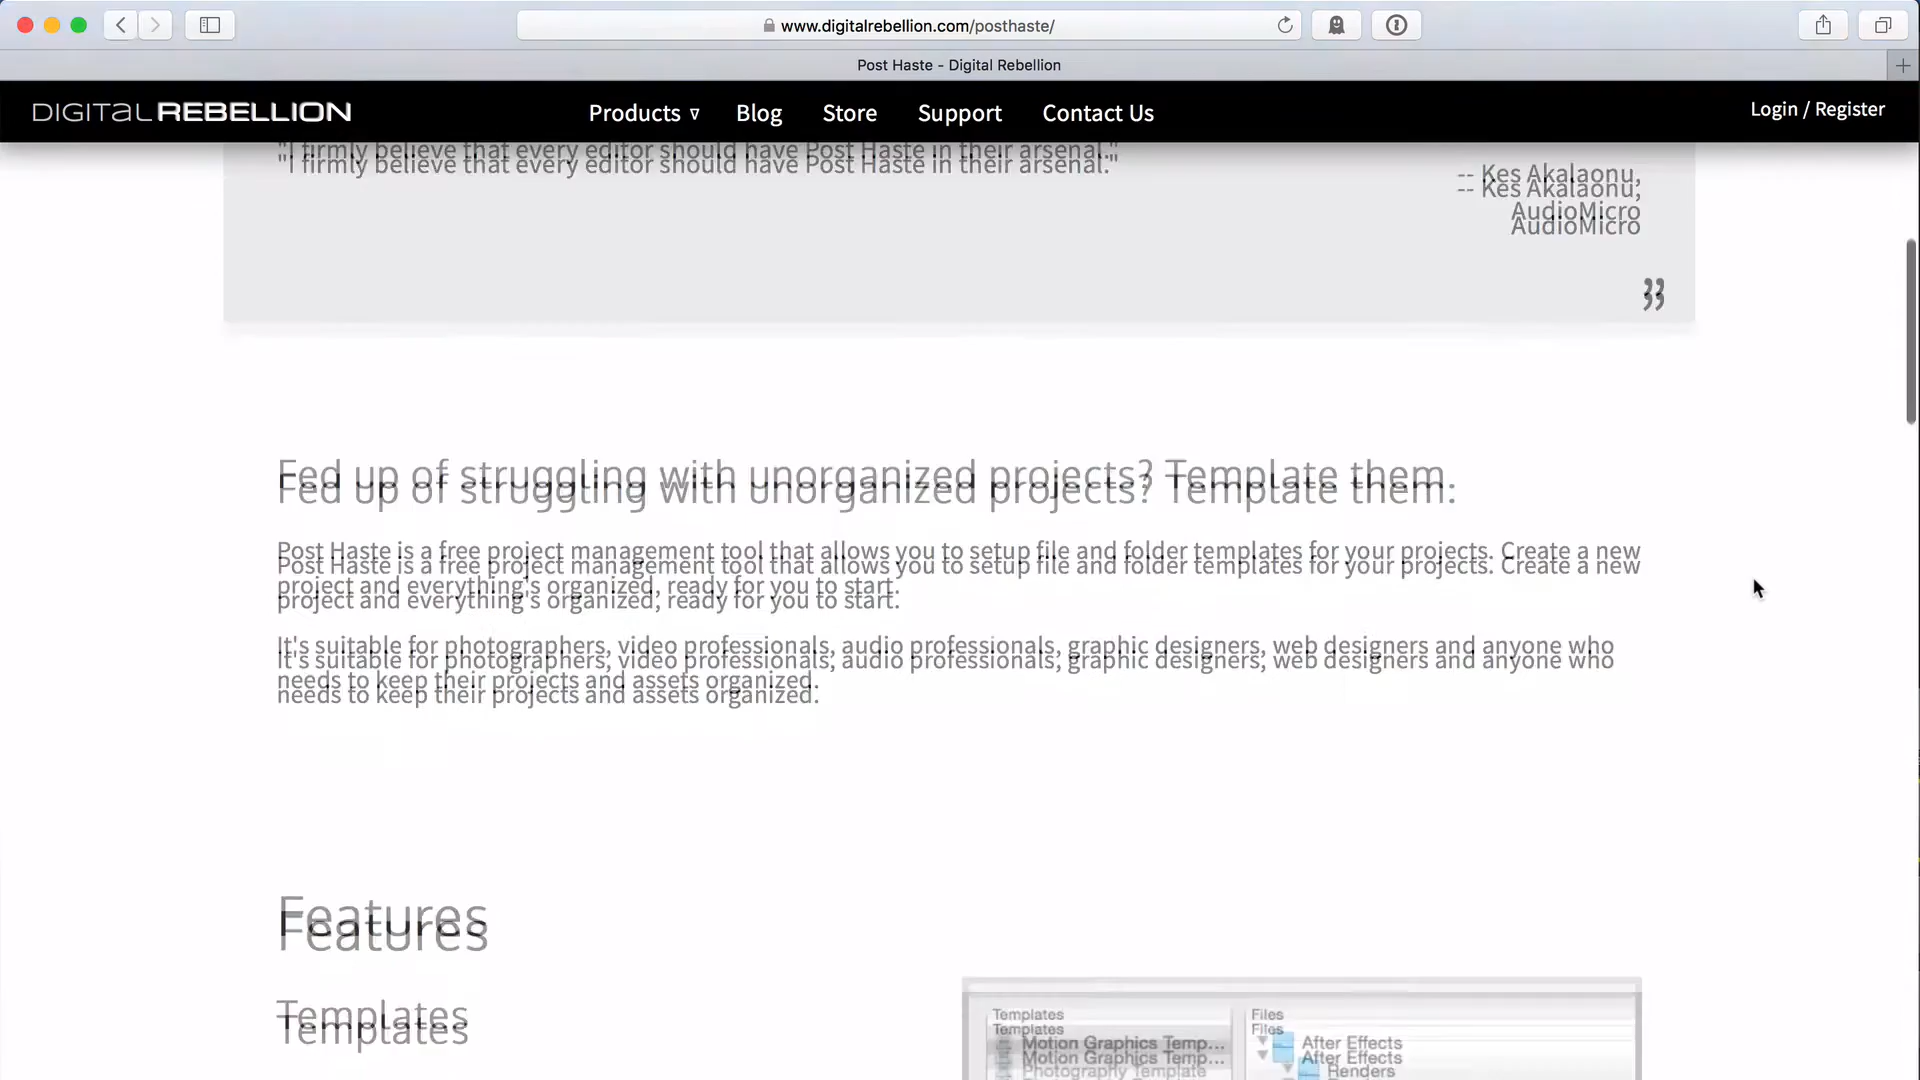 www.digitalrebellion.com/posthaste/
Post Haste - Digital Rebellion
DIGITAL REBELLION
Products ▿ Blog Store Support Contact Us
Login / Register
"I firmly believe that every editor should have Post Haste in their arsenal."
-- Kes Akalaonu,
AudioMicro
”
Fed up of struggling with unorganized projects? Template them.
Post Haste is a free project management tool that allows you to setup file and folder templates for your projects. Create a new
project and everything's organized, ready for you to start.
It's suitable for photographers, video professionals, audio professionals, graphic designers, web designers and anyone who
needs to keep their projects and assets organized.
Features
Templates
Templates
Motion Graphics Temp...
Photography Template
Files
After Effects
Renders